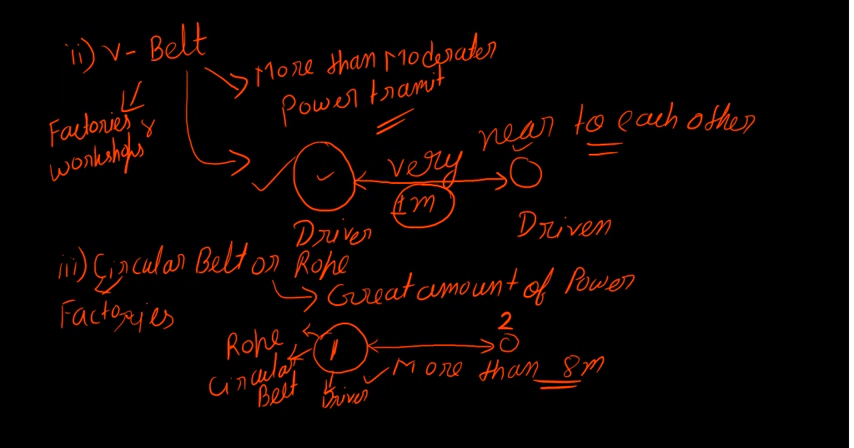 ii) V - Belt
More than Moderater
Power tramit
Factories &
workshops
very near to each other
1m
Driver
Driven
iii) Circular Belt or Rope
Great amount of Power
Factories
Rope
Circular
Belt
1
2
Driver
More than 8m